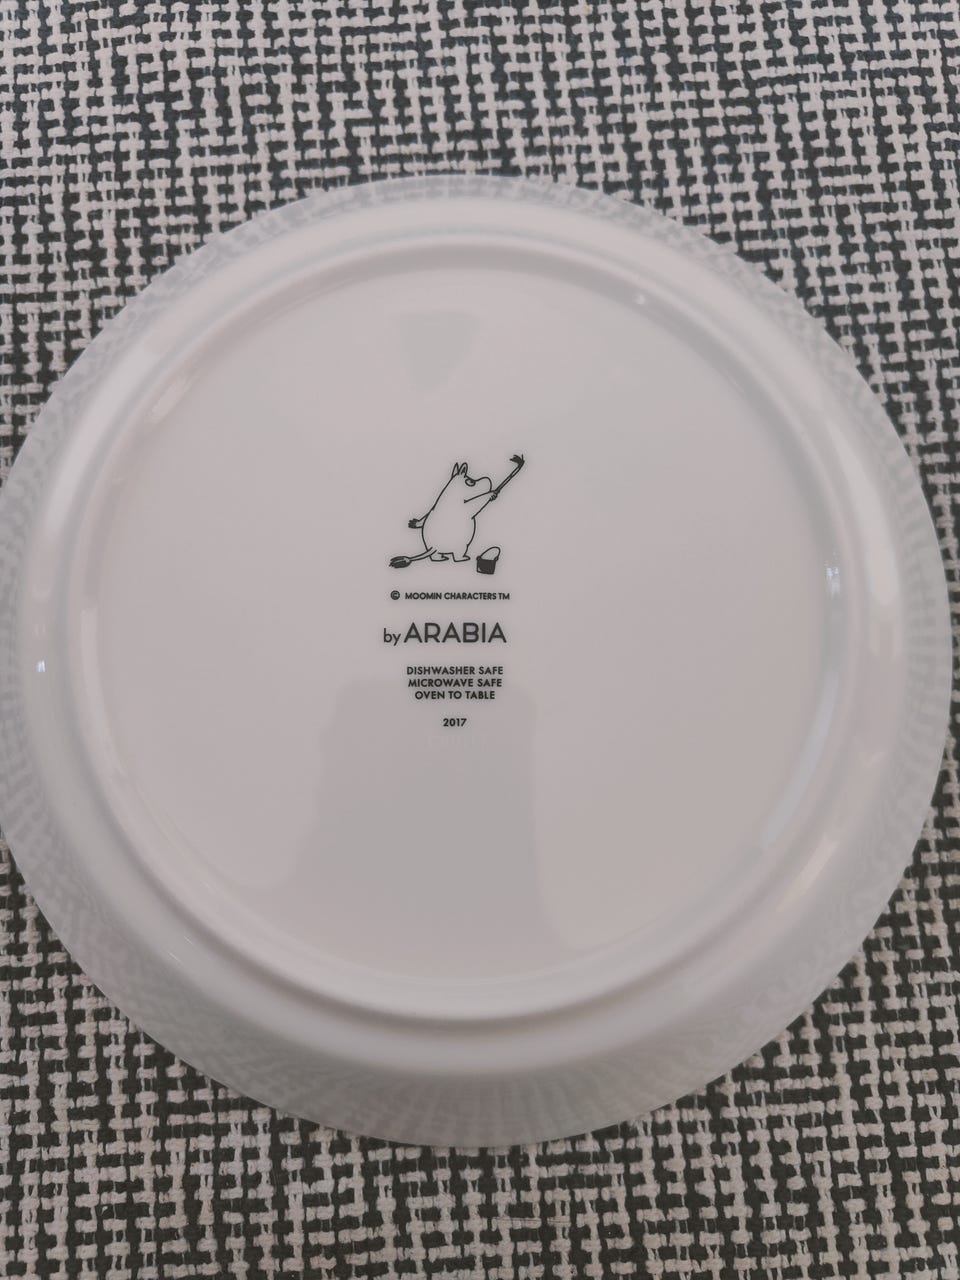 © MOOMIN CHARACTERS TM
by ARABIA
DISHWASHER SAFE
MICROWAVE SAFE
OVEN TO TABLE
2017